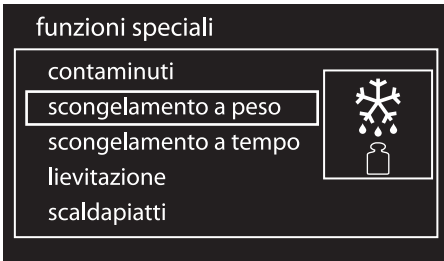 funzioni speciali
contaminuti
scongelamento a peso
scongelamento a tempo
lievitazione
scaldapiatti